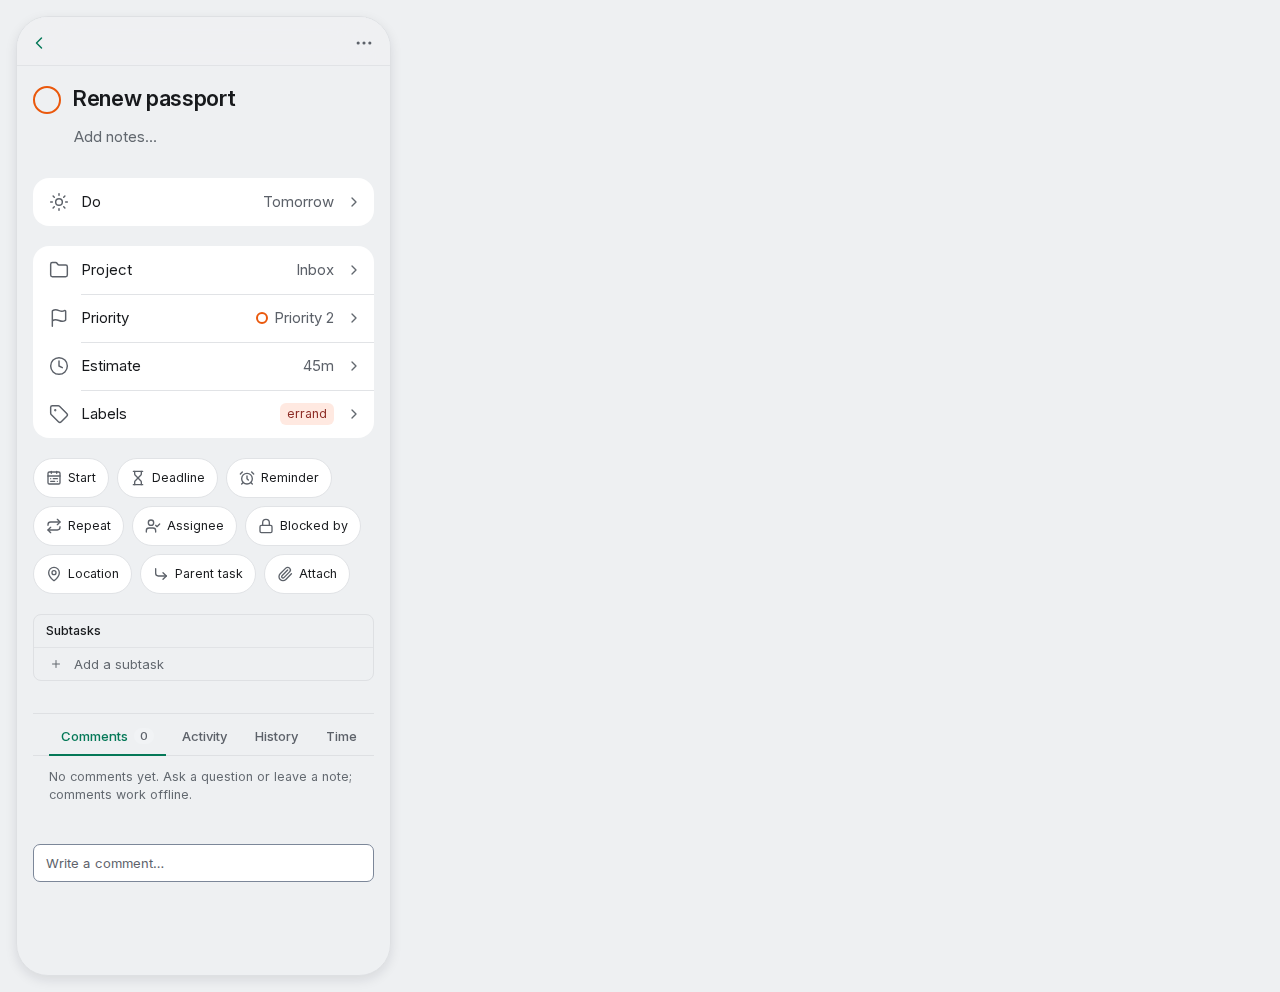 Renew passport
Add notes...
Do Tomorrow
Project Inbox
Priority Priority 2
Estimate 45m
Labels errand
Start Deadline Reminder
Repeat Assignee Blocked by
Location Parent task Attach
Subtasks
Add a subtask
Comments 0 Activity History Time
No comments yet. Ask a question or leave a note;
comments work offline.
Write a comment...